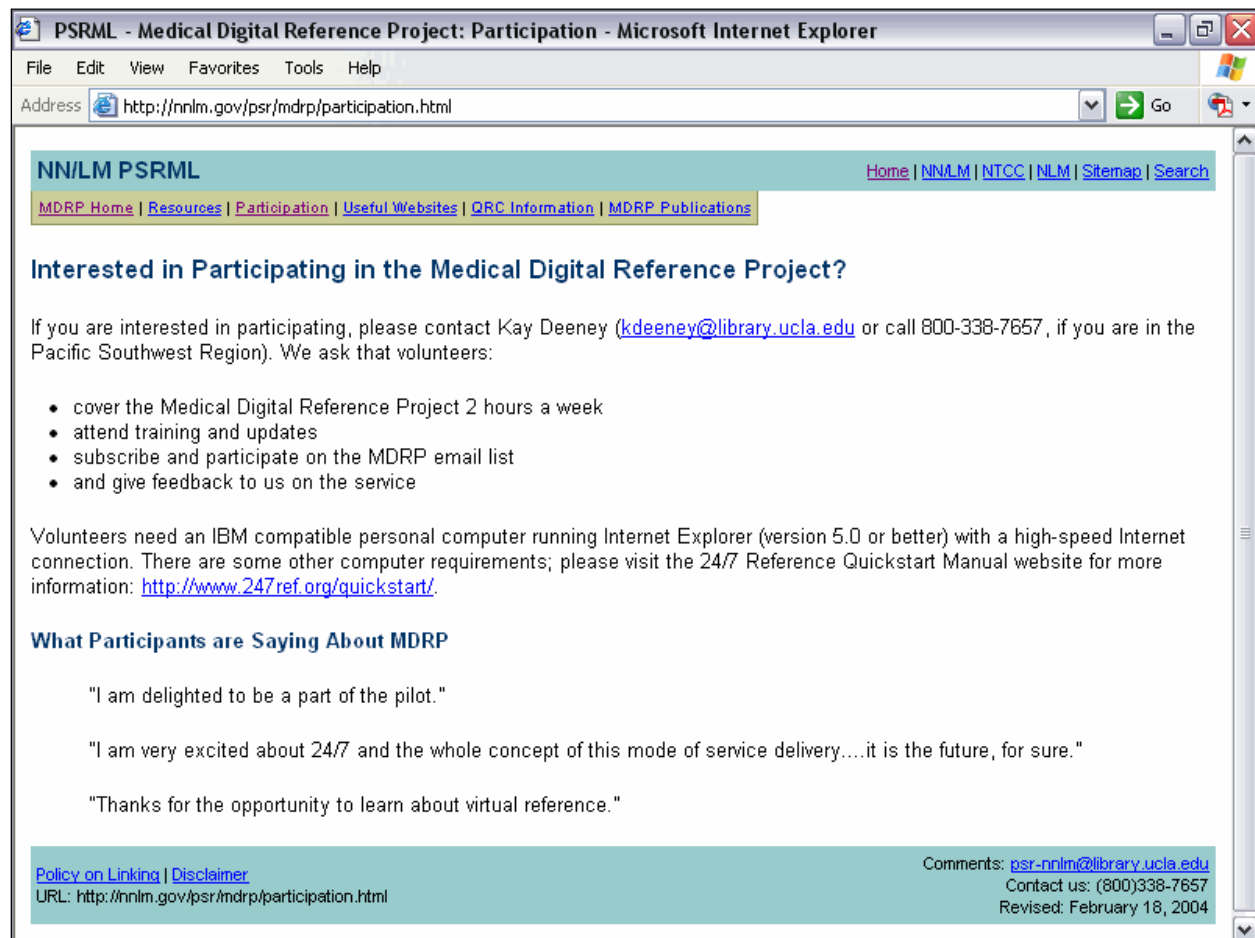 PSRML - Medical Digital Reference Project: Participation - Microsoft Internet Explorer
File Edit View Favorites Tools Help
Address http://nnlm.gov/psr/mdrp/participation.html Go
NN/LM PSRML
Home | NN/LM | NTCC | NLM | Sitemap | Search
MDRP Home | Resources | Participation | Useful Websites | QRC Information | MDRP Publications
Interested in Participating in the Medical Digital Reference Project?
If you are interested in participating, please contact Kay Deeney (kdeeney@library.ucla.edu or call 800-338-7657, if you are in the
Pacific Southwest Region). We ask that volunteers:
• cover the Medical Digital Reference Project 2 hours a week
• attend training and updates
• subscribe and participate on the MDRP email list
• and give feedback to us on the service
Volunteers need an IBM compatible personal computer running Internet Explorer (version 5.0 or better) with a high-speed Internet
connection. There are some other computer requirements; please visit the 24/7 Reference Quickstart Manual website for more
information: http://www.247ref.org/quickstart/.
What Participants are Saying About MDRP
"I am delighted to be a part of the pilot."
"I am very excited about 24/7 and the whole concept of this mode of service delivery....it is the future, for sure."
"Thanks for the opportunity to learn about virtual reference."
Policy on Linking | Disclaimer
URL: http://nnlm.gov/psr/mdrp/participation.html
Comments: psr-nnlm@library.ucla.edu
Contact us: (800)338-7657
Revised: February 18, 2004